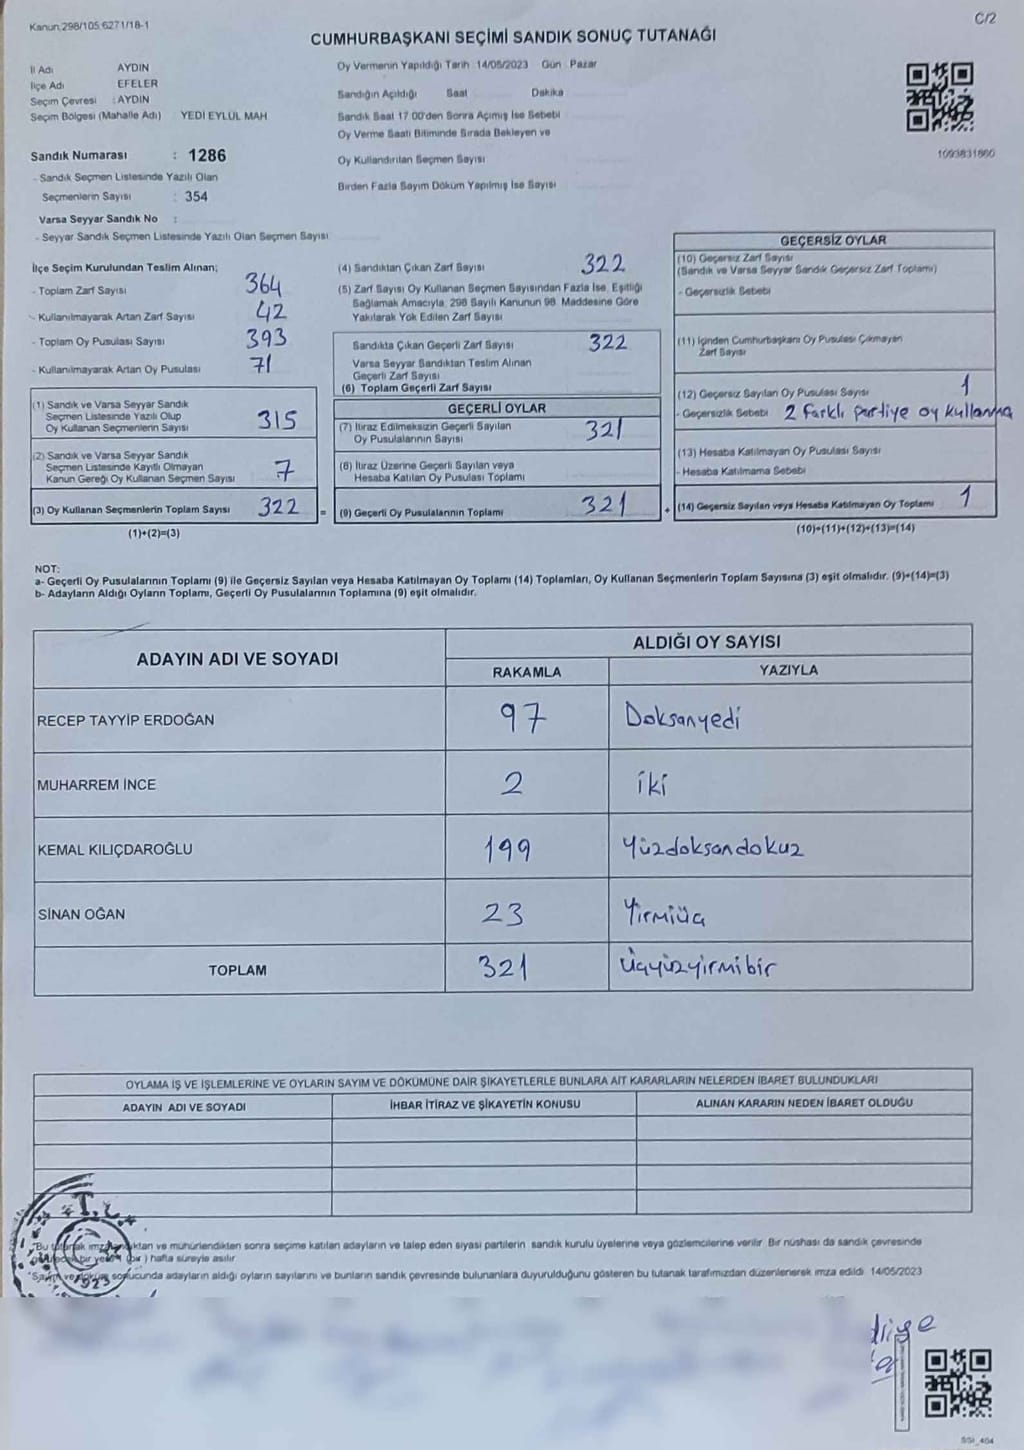 Kanun:298/105;6271/18-1
C/2
CUMHURBAŞKANI SEÇİMİ SANDIK SONUÇ TUTANAĞI
İl Adı AYDIN
İlçe Adı EFELER
Seçim Çevresi : AYDIN
Seçim Bölgesi (Mahalle Adı) YEDİ EYLÜL MAH
Sandık Numarası : 1286
- Sandık Seçmen Listesinde Yazılı Olan
Seçmenlerin Sayısı : 354
Varsa Seyyar Sandık No :
- Seyyar Sandık Seçmen Listesinde Yazılı Olan Seçmen Sayısı
Oy Vermenin Yapıldığı Tarih :14/05/2023 Gün : Pazar
Sandığın Açıldığı Saat Dakika
Sandık Saat 17:00'den Sonra Açımış İse Sebebi
Oy Verme Saati Bitiminde Sırada Bekleyen ve
Oy Kullandırılan Seçmen Sayısı
Birden Fazla Sayım Döküm Yapılmış İse Sayısı
1093831860
İlçe Seçim Kurulundan Teslim Alınan;
- Toplam Zarf Sayısı 364
- Kullanılmayarak Artan Zarf Sayısı 42
- Toplam Oy Pusulası Sayısı 393
- Kullanılmayarak Artan Oy Pusulası 71
(1) Sandık ve Varsa Seyyar Sandık
Seçmen Listesinde Yazılı Olup
Oy Kullanan Seçmenlerin Sayısı 315
(2) Sandık ve Varsa Seyyar Sandık
Seçmen Listesinde Kayıtlı Olmayan
Kanun Gereği Oy Kullanan Seçmen Sayısı 7
(3) Oy Kullanan Seçmenlerin Toplam Sayısı 322 =
(1)+(2)=(3)
(4) Sandıktan Çıkan Zarf Sayısı 322
(5) Zarf Sayısı Oy Kullanan Seçmen Sayısından Fazla İse, Eşitliği
Sağlamak Amacıyla, 298 Sayılı Kanunun 98. Maddesine Göre
Yakılarak Yok Edilen Zarf Sayısı
Sandıkta Çıkan Geçerli Zarf Sayısı 322
Varsa Seyyar Sandıktan Teslim Alınan
Geçerli Zarf Sayısı
(6) Toplam Geçerli Zarf Sayısı
GEÇERLİ OYLAR
(7) İtiraz Edilmeksizin Geçerli Sayılan
Oy Pusulalarının Sayısı 321
(8) İtiraz Üzerine Geçerli Sayılan veya
Hesaba Katılan Oy Pusulası Toplamı
(9) Geçerli Oy Pusulalarının Toplamı 321 +
GEÇERSİZ OYLAR
(10) Geçersiz Zarf Sayısı
(Sandık ve Varsa Seyyar Sandık Geçersiz Zarf Toplamı)
- Geçersizlik Sebebi
(11) İçinden Cumhurbaşkanı Oy Pusulası Çıkmayan
Zarf Sayısı
(12) Geçersiz Sayılan Oy Pusulası Sayısı 1
- Geçersizlik Sebebi 2 farklı partiye oy kullanma
(13) Hesaba Katılmayan Oy Pusulası Sayısı
- Hesaba Katılmama Sebebi
(14) Geçersiz Sayılan veya Hesaba Katılmayan Oy Toplamı 1
(10)+(11)+(12)+(13)=(14)
NOT:
a- Geçerli Oy Pusulalarının Toplamı (9) ile Geçersiz Sayılan veya Hesaba Katılmayan Oy Toplamı (14) Toplamları, Oy Kullanan Seçmenlerin Toplam Sayısına (3) eşit olmalıdır. (9)+(14)=(3)
b- Adayların Aldığı Oyların Toplamı, Geçerli Oy Pusulalarının Toplamına (9) eşit olmalıdır.
ADAYIN ADI VE SOYADI
ALDIĞI OY SAYISI
RAKAMLA YAZIYLA
RECEP TAYYİP ERDOĞAN 97 Doksanyedi
MUHARREM İNCE 2 iki
KEMAL KILIÇDAROĞLU 199 Yüzdoksandokuz
SİNAN OĞAN 23 Yirmiüç
TOPLAM 321 Üçyüzyirmibir
OYLAMA İŞ VE İŞLEMLERİNE VE OYLARIN SAYIM VE DÖKÜMÜNE DAİR ŞİKAYETLERLE BUNLARA AİT KARARLARIN NELERDEN İBARET BULUNDUKLARI
ADAYIN ADI VE SOYADI İHBAR İTİRAZ VE ŞİKAYETİN KONUSU ALINAN KARARIN NEDEN İBARET OLDUĞU
T.C.
*Bu tutanak imzalandıktan ve mühürlendikten sonra seçime katılan adayların ve talep eden siyasi partilerin sandık kurulu üyelerine veya gözlemcilerine verilir. Bir nüshası da sandık çevresinde
bir yere (bir) hafta süreyle asılır
*Sayım ve döküm sonucunda adayların aldığı oyların sayılarını ve bunların sandık çevresinde bulunanlara duyurulduğunu gösteren bu tutanak tarafımızdan düzenlenerek imza edildi. 14/05/2023
923
SSI_404